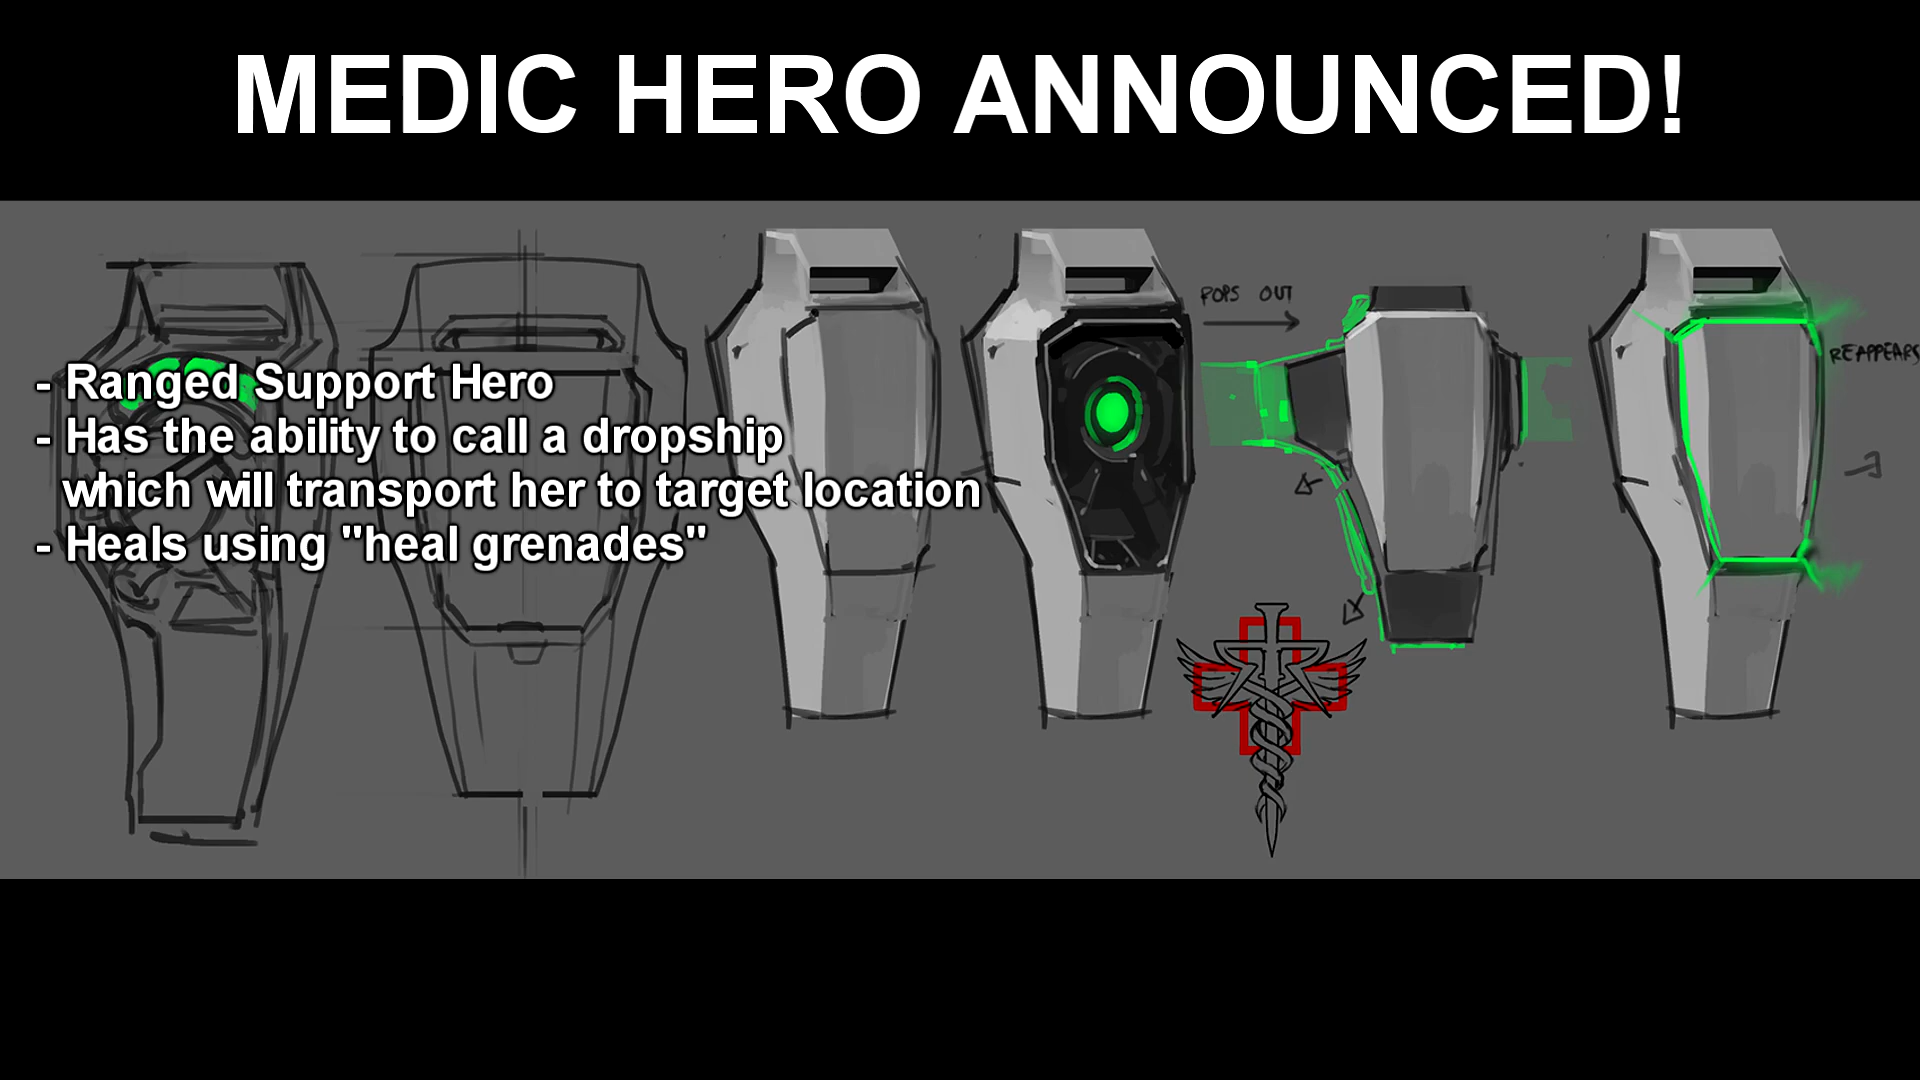 MEDIC HERO ANNOUNCED!
POPS OUT
REAPPEARS
- Ranged Support Hero
- Has the ability to call a dropship
which will transport her to target location
- Heals using "heal grenades"